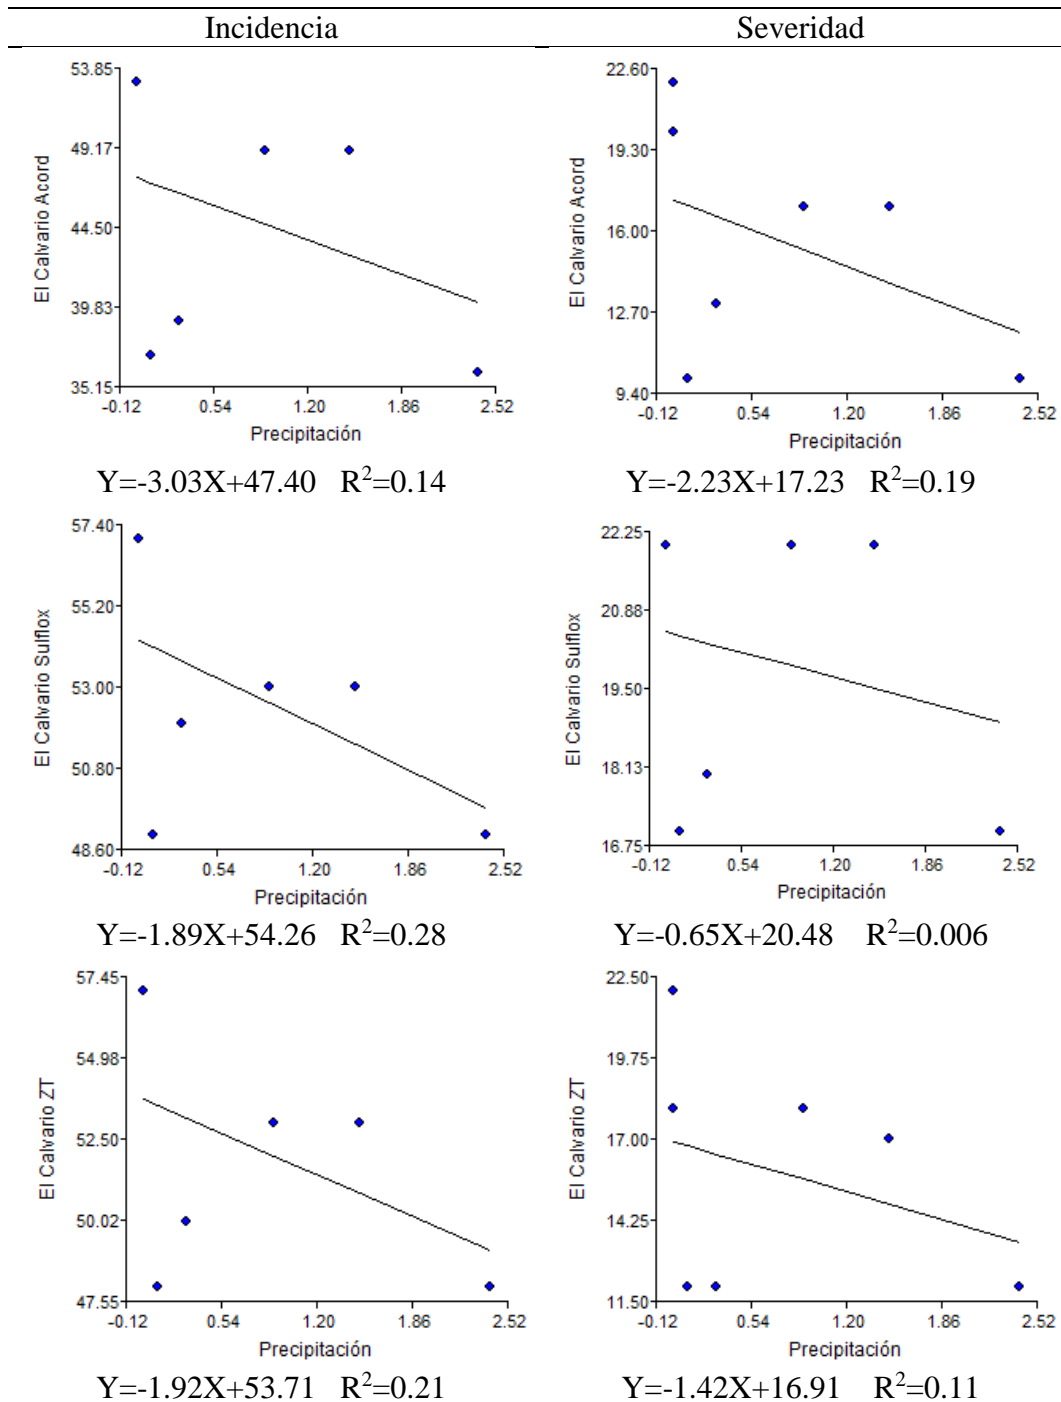 Incidencia Severidad
53.85
49.17
44.50
39.83
35.15
El Calvario Acord
-0.12 0.54 1.20 1.86 2.52
Precipitación
22.60
19.30
16.00
12.70
9.40
El Calvario Acord
-0.12 0.54 1.20 1.86 2.52
Precipitación
Y=-3.03X+47.40 R²=0.14
Y=-2.23X+17.23 R²=0.19
57.40
55.20
53.00
50.80
48.60
El Calvario Sulflox
-0.12 0.54 1.20 1.86 2.52
Precipitación
22.25
20.88
19.50
18.13
16.75
El Calvario Sulflox
-0.12 0.54 1.20 1.86 2.52
Precipitación
Y=-1.89X+54.26 R²=0.28
Y=-0.65X+20.48 R²=0.006
57.45
54.98
52.50
50.02
47.55
El Calvario ZT
-0.12 0.54 1.20 1.86 2.52
Precipitación
22.50
19.75
17.00
14.25
11.50
El Calvario ZT
-0.12 0.54 1.20 1.86 2.52
Precipitación
Y=-1.92X+53.71 R²=0.21
Y=-1.42X+16.91 R²=0.11